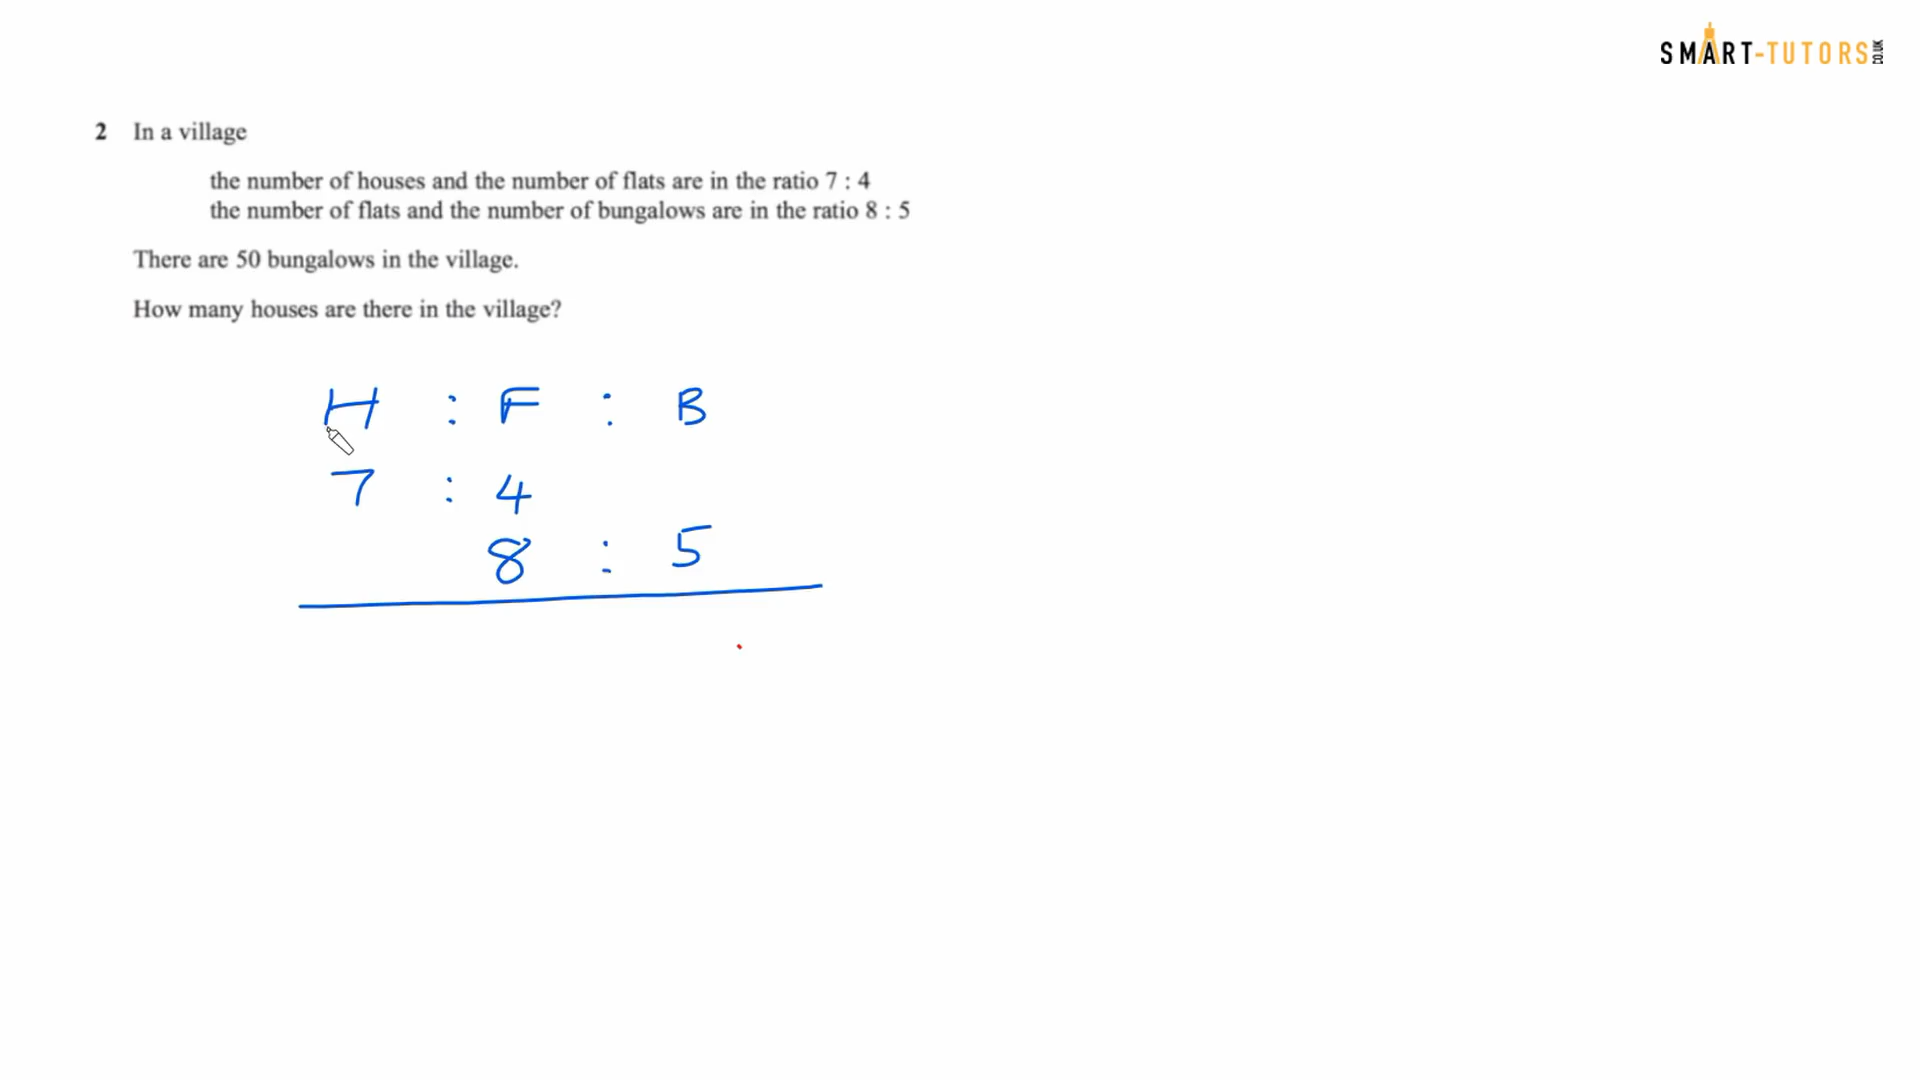 SMART-TUTORS.CO.UK
2 In a village
the number of houses and the number of flats are in the ratio 7 : 4
the number of flats and the number of bungalows are in the ratio 8 : 5
There are 50 bungalows in the village.
How many houses are there in the village?
H : F : B
7 : 4
8 : 5